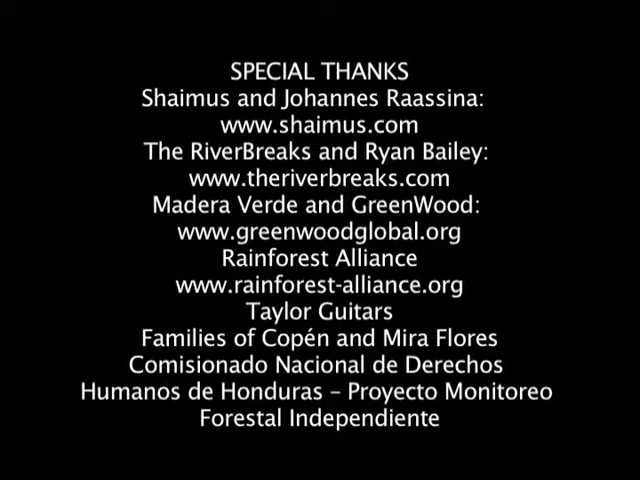 SPECIAL THANKS
Shaimus and Johannes Raassina:
www.shaimus.com
The RiverBreaks and Ryan Bailey:
www.theriverbreaks.com
Madera Verde and GreenWood:
www.greenwoodglobal.org
Rainforest Alliance
www.rainforest-alliance.org
Taylor Guitars
Families of Copén and Mira Flores
Comisionado Nacional de Derechos
Humanos de Honduras – Proyecto Monitoreo
Forestal Independiente